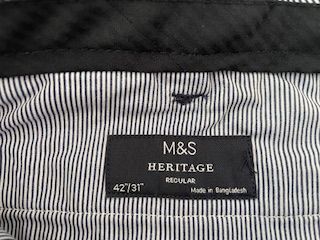 M&S
HERITAGE
REGULAR
42"/31" Made in Bangladesh